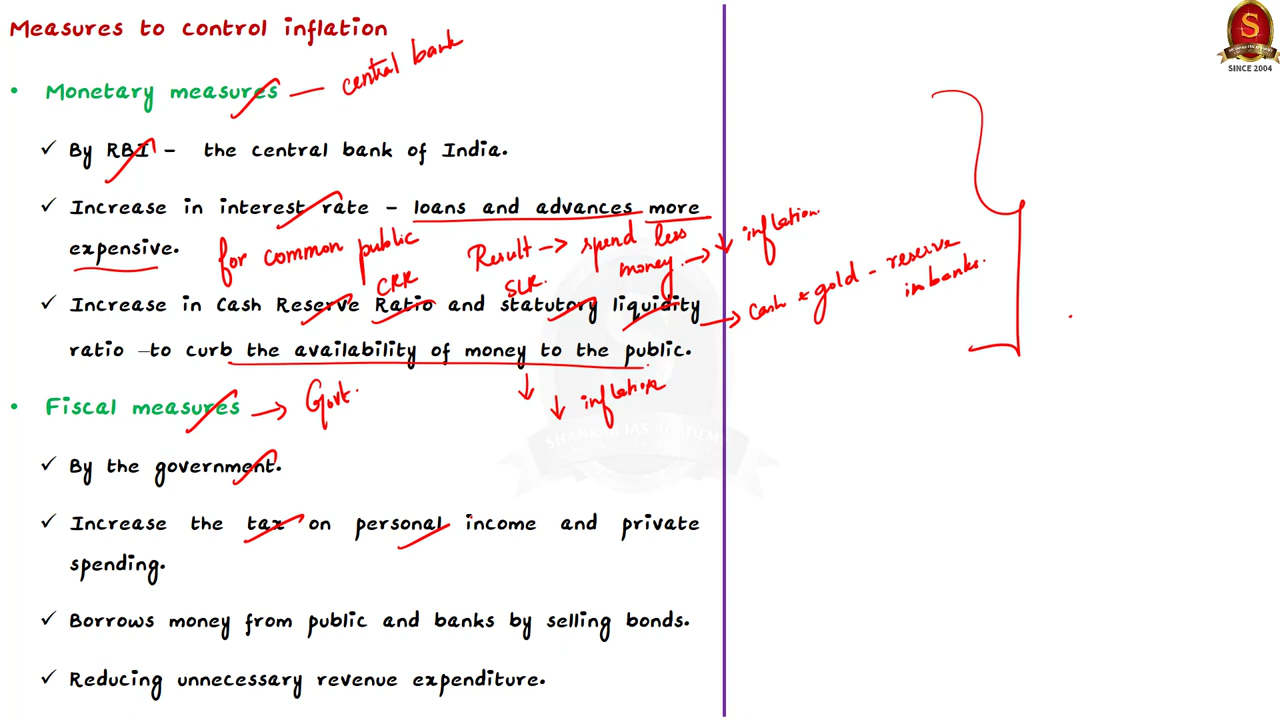 Measures to control inflation
• Monetary measures — central bank
✓ By RBI – the central bank of India.
✓ Increase in interest rate – loans and advances more
expensive. for common public Result -> spend less
money. -> ↓ inflation.
CRR SLR
✓ Increase in Cash Reserve Ratio and statutory liquidity -> cash & gold - reserve
in banks.
ratio –to curb the availability of money to the public.
↓ ↓ inflation
• Fiscal measures -> Govt.
✓ By the government.
✓ Increase the tax on personal income and private
spending.
✓ Borrows money from public and banks by selling bonds.
✓ Reducing unnecessary revenue expenditure.
S
SINCE 2004
SHANKAR IAS ACADEMY